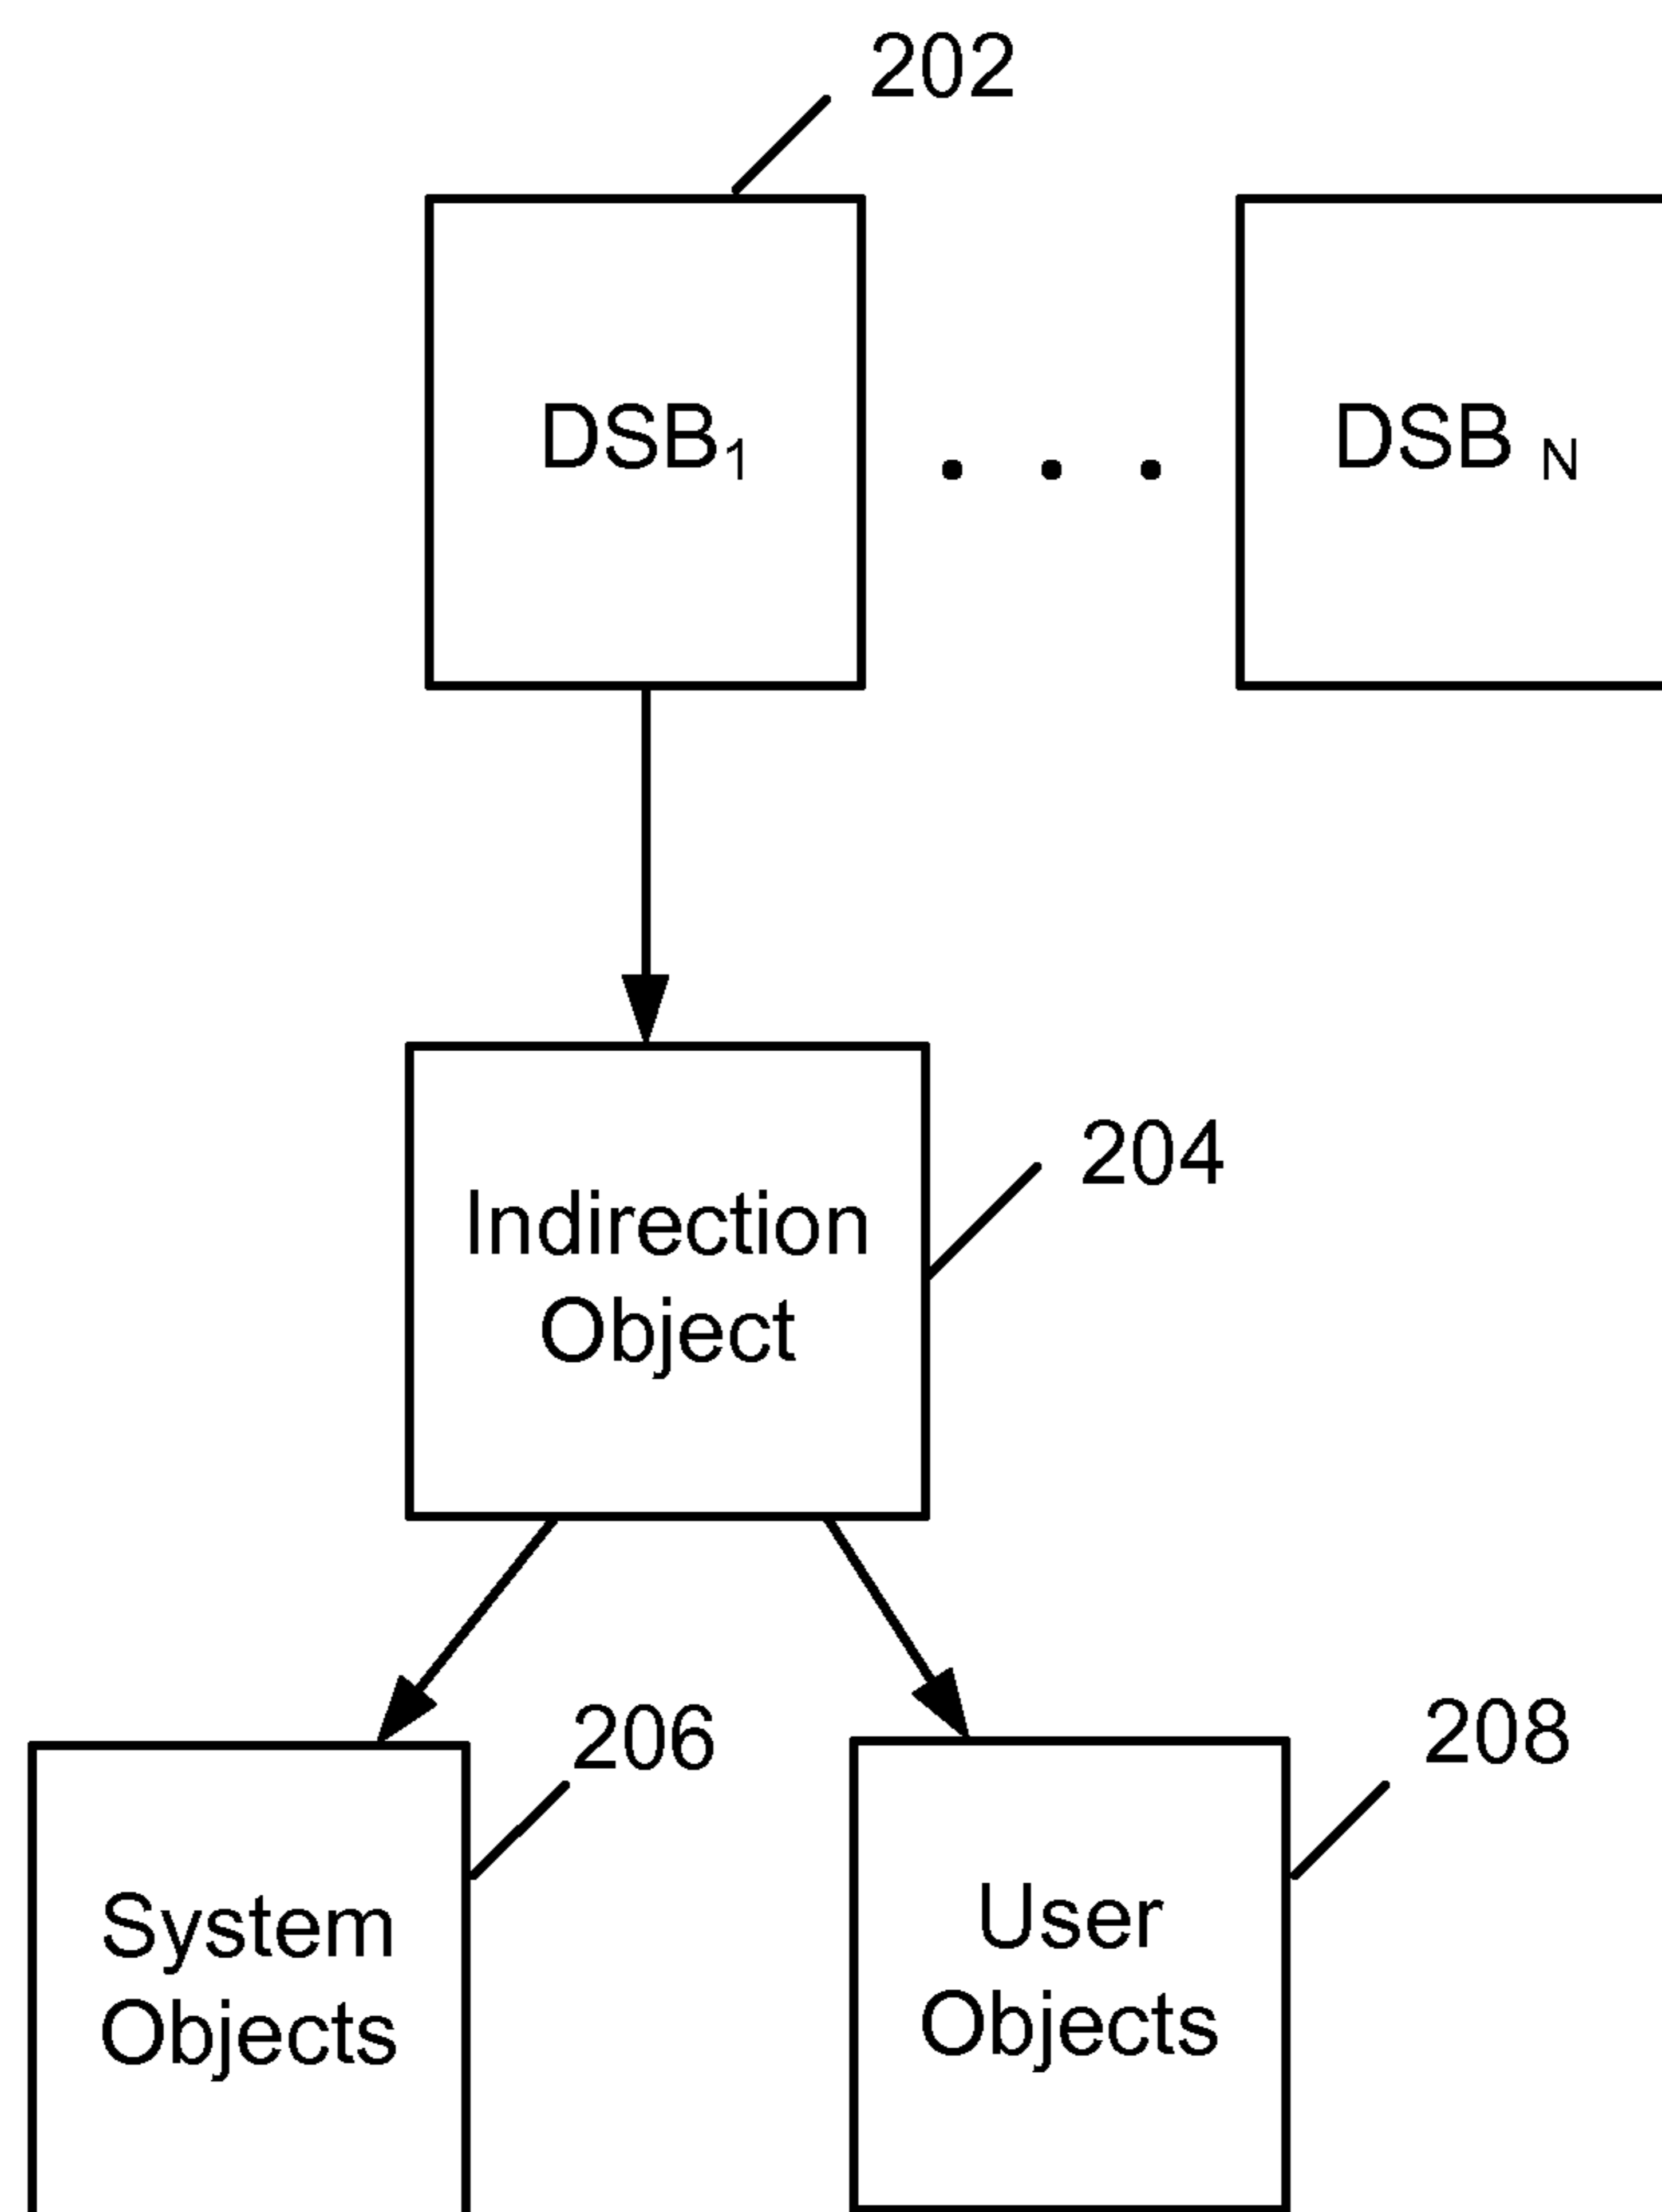 202
DSB1 . . . DSB N
204
Indirection
Object
206
208
System
Objects
User
Objects